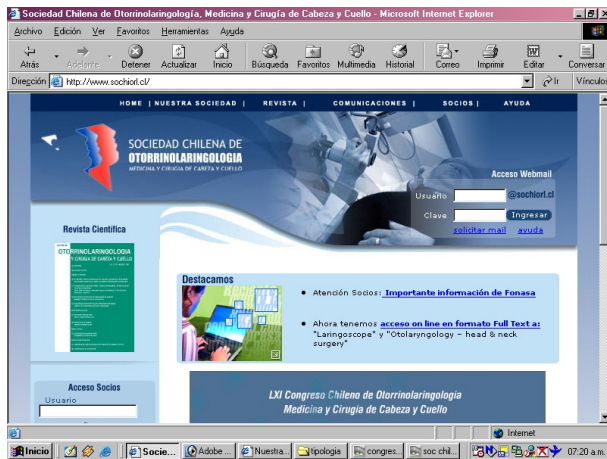 Sociedad Chilena de Otorrinolaringología, Medicina y Cirugía de Cabeza y Cuello - Microsoft Internet Explorer
Archivo Edición Ver Favoritos Herramientas Ayuda
Atrás Adelante Detener Actualizar Inicio Búsqueda Favoritos Multimedia Historial Correo Imprimir Editar Conversar
Dirección http://www.sochiorl.cl/ Ir Vínculos
HOME | NUESTRA SOCIEDAD | REVISTA | COMUNICACIONES | SOCIOS | AYUDA
SOCIEDAD CHILENA DE
OTORRINOLARINGOLOGIA
MEDICINA Y CIRUGIA DE CABEZA Y CUELLO
Acceso Webmail
Usuario @sochiorl.cl
Clave Ingresar
solicitar mail ayuda
Revista Científica
OTORRINOLARINGOLOGIA
Y CIRUGIA DE CABEZA Y CUELLO
Destacamos
Atención Socios: Importante información de Fonasa
Ahora tenemos acceso on line en formato Full Text a:
"Laringoscope" y "Otolaryngology - head & neck
surgery"
Acceso Socios
Usuario
LXI Congreso Chileno de Otorrinolaringología
Medicina y Cirugía de Cabeza y Cuello
Internet
Inicio Socie... Adobe ... Nuestra... tipologia congres... soc chil... 07:20 a.m.